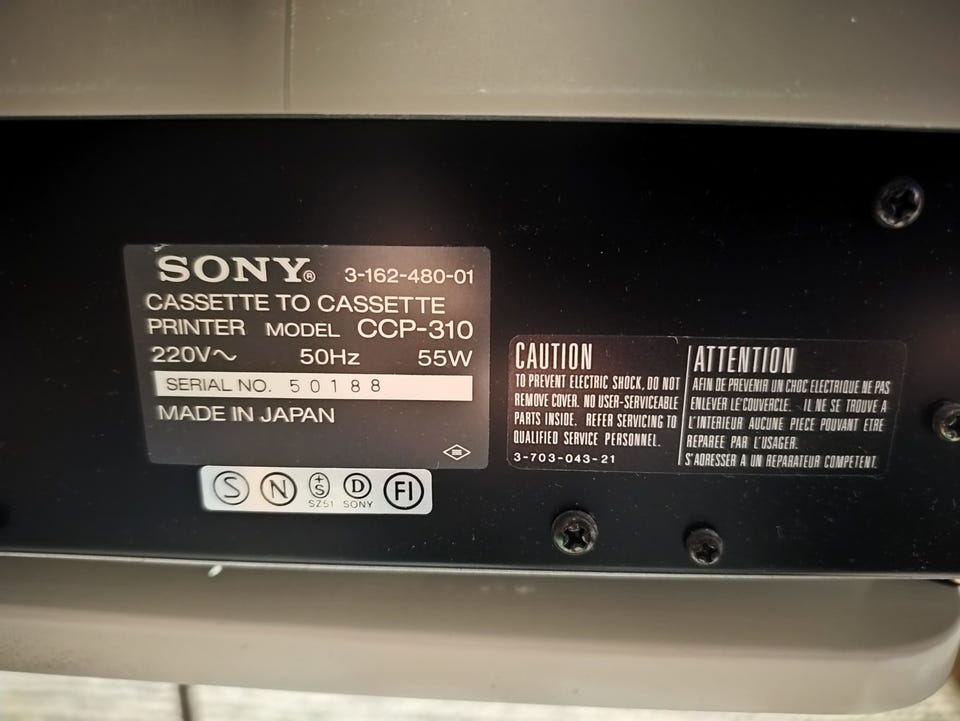 SONY® 3-162-480-01
CASSETTE TO CASSETTE
PRINTER MODEL CCP-310
220V~ 50Hz 55W
SERIAL NO. 50188
MADE IN JAPAN
S N +S D FI
SZ51 SONY
CAUTION
TO PREVENT ELECTRIC SHOCK, DO NOT
REMOVE COVER. NO USER-SERVICEABLE
PARTS INSIDE. REFER SERVICING TO
QUALIFIED SERVICE PERSONNEL.
3-703-043-21
ATTENTION
AFIN DE PREVENIR UN CHOC ELECTRIQUE NE PAS
ENLEVER LE COUVERCLE. IL NE SE TROUVE A
L'INTERIEUR AUCUNE PIECE POUVANT ETRE
REPAREE PAR L'USAGER.
S'ADRESSER A UN REPARATEUR COMPETENT.